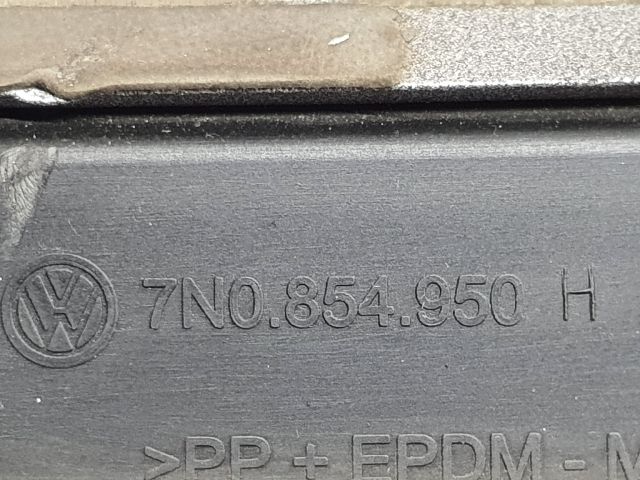 7N0.854.950 H
>PP + EPDM - M